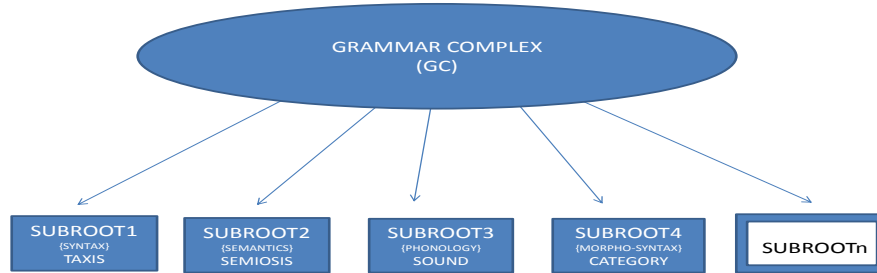 GRAMMAR COMPLEX
(GC)
SUBROOT1
{SYNTAX}
TAXIS
SUBROOT2
{SEMANTICS}
SEMIOSIS
SUBROOT3
{PHONOLOGY}
SOUND
SUBROOT4
{MORPHO-SYNTAX}
CATEGORY
SUBROOTn